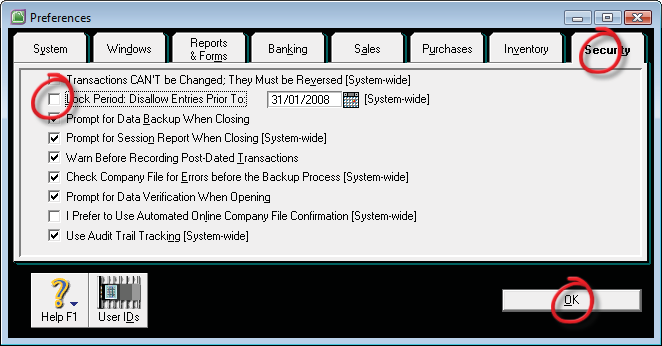 Preferences
System
Windows
Reports
& Forms
Banking
Sales
Purchases
Inventory
Security
Transactions CAN'T be Changed; They Must be Reversed [System-wide]
Lock Period: Disallow Entries Prior To: 31/01/2008 [System-wide]
Prompt for Data Backup When Closing
Prompt for Session Report When Closing [System-wide]
Warn Before Recording Post-Dated Transactions
Check Company File for Errors before the Backup Process [System-wide]
Prompt for Data Verification When Opening
I Prefer to Use Automated Online Company File Confirmation [System-wide]
Use Audit Trail Tracking [System-wide]
Help F1
User IDs
OK